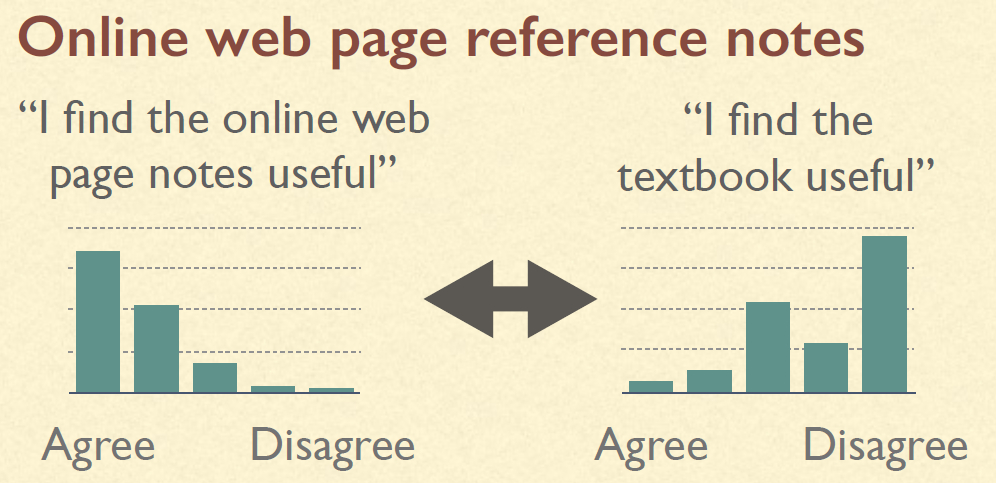 Online web page reference notes
“I find the online web
page notes useful”
“I find the
textbook useful”
Agree
Disagree
Agree
Disagree